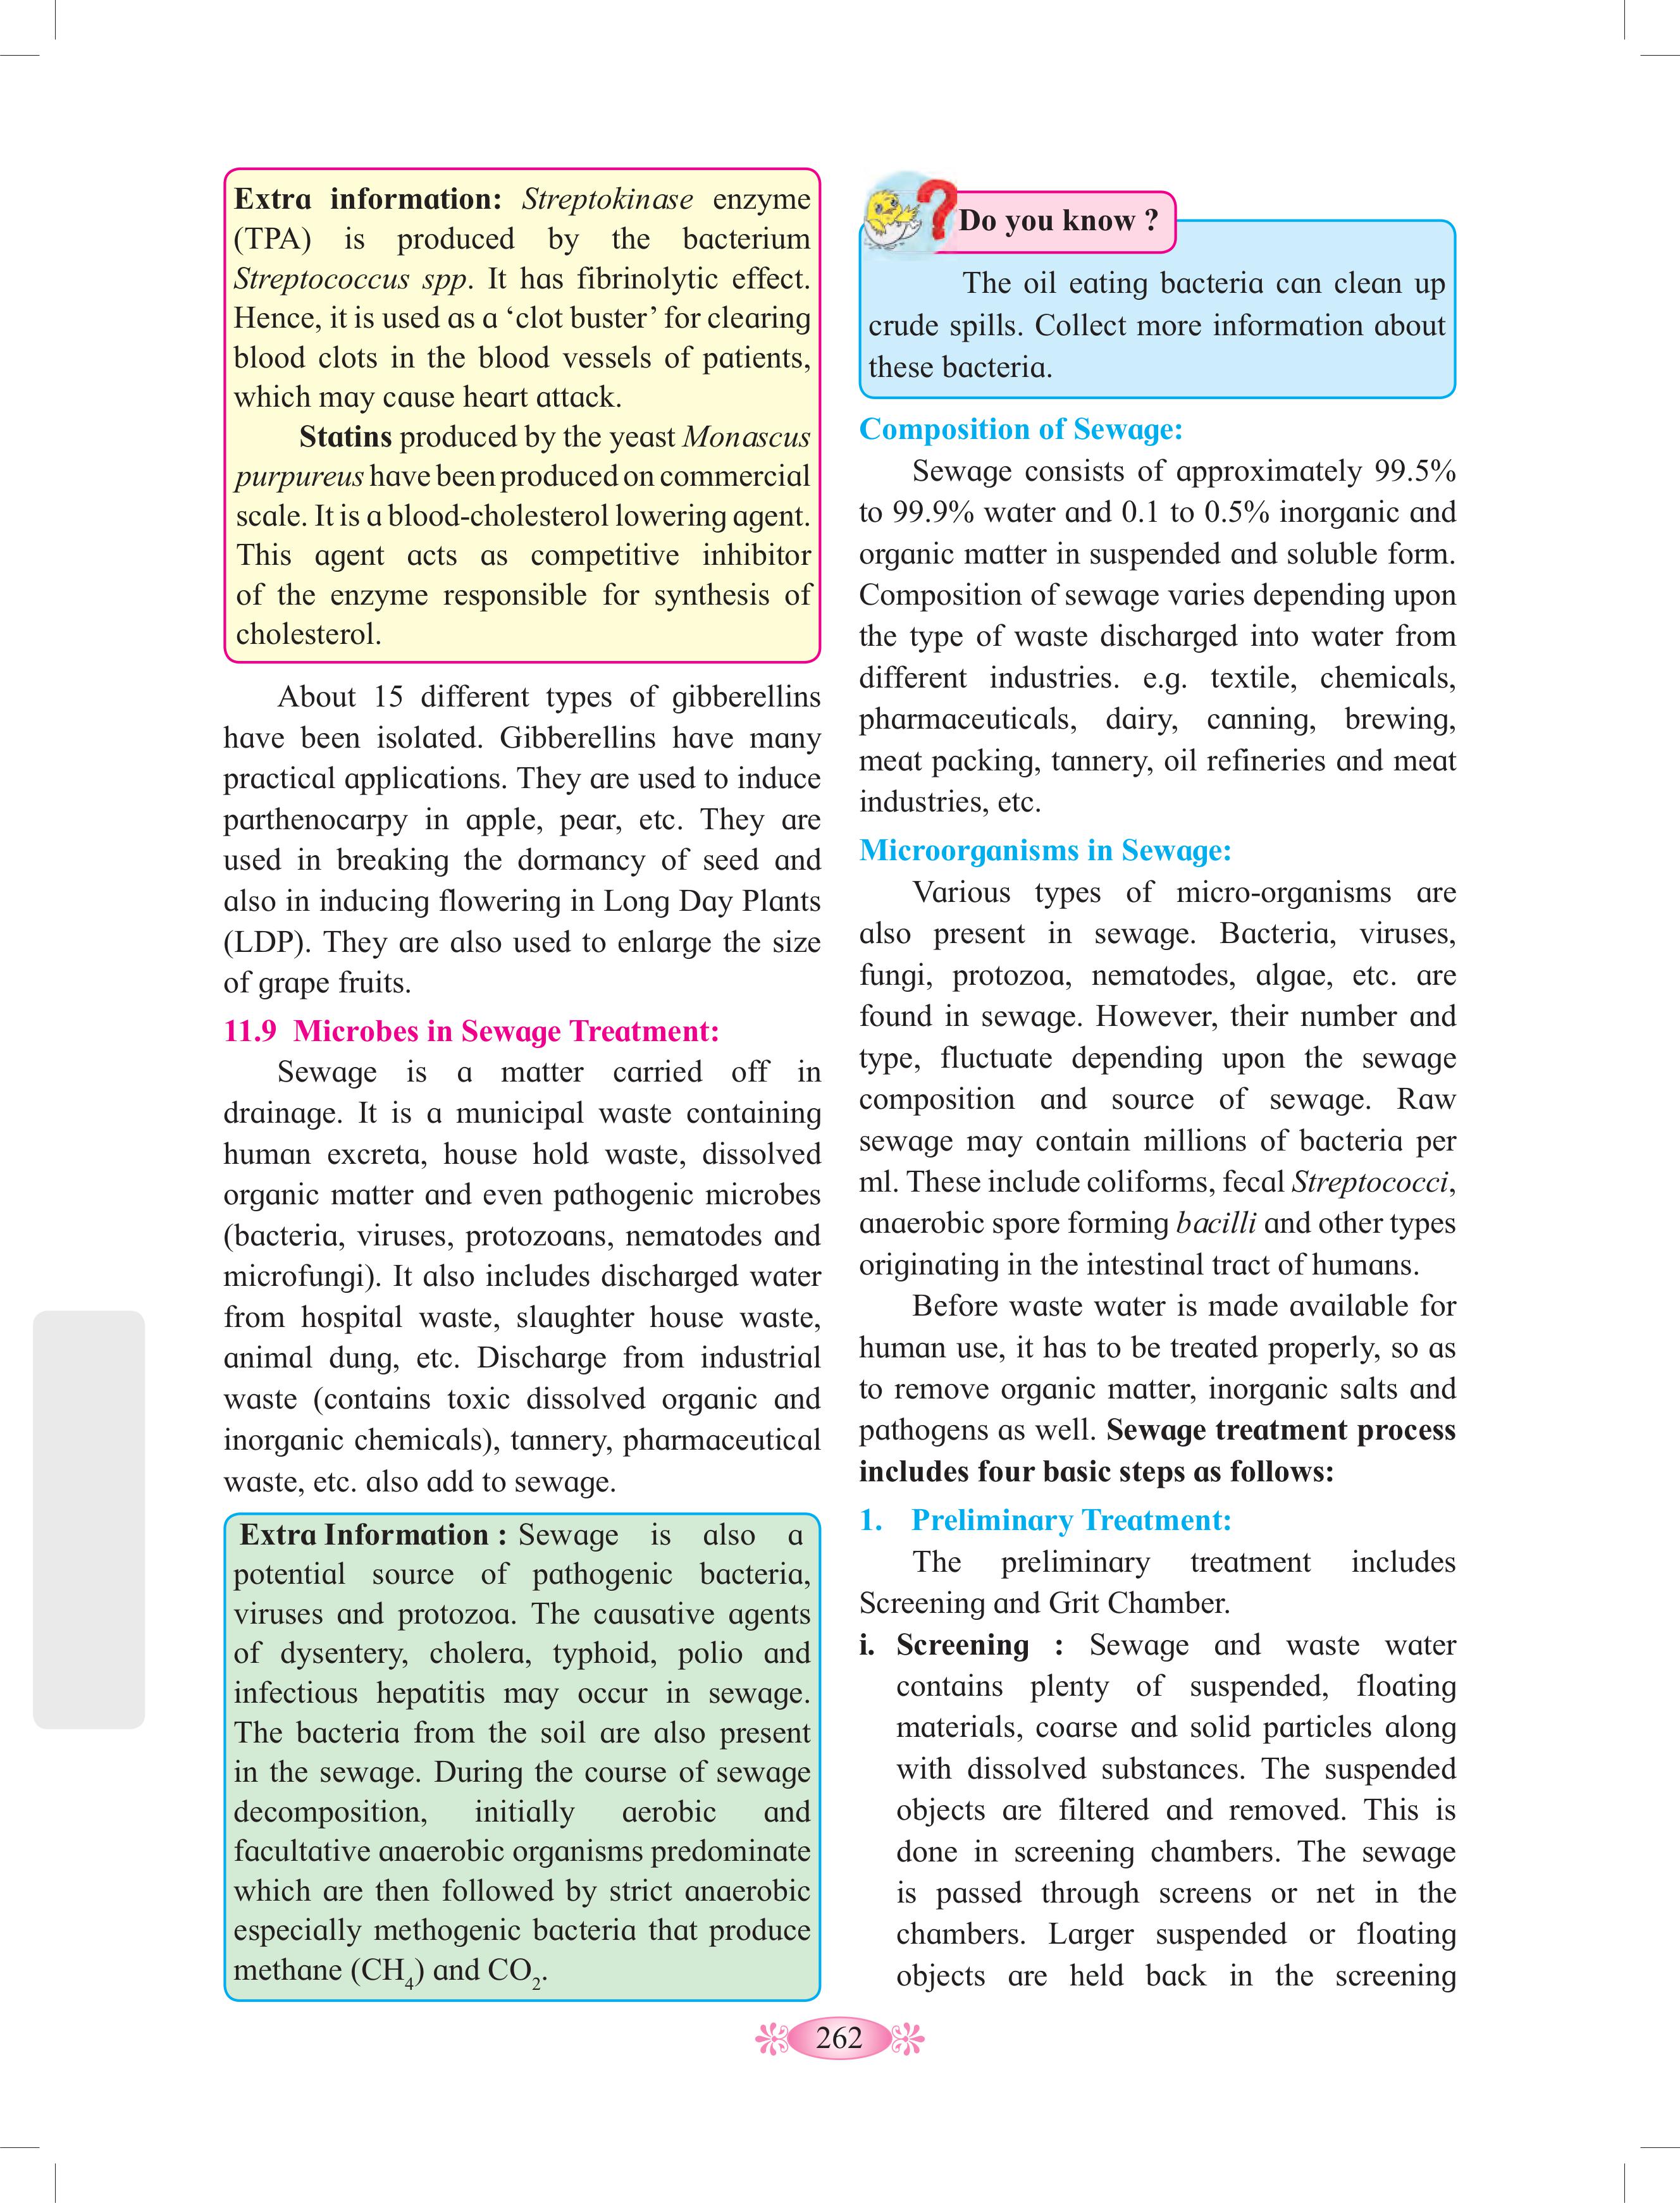 Extra information: Streptokinase enzyme
(TPA) is produced by the bacterium
Streptococcus spp. It has fibrinolytic effect.
Hence, it is used as a ‘clot buster’ for clearing
blood clots in the blood vessels of patients,
which may cause heart attack.
Statins produced by the yeast Monascus
purpureus have been produced on commercial
scale. It is a blood-cholesterol lowering agent.
This agent acts as competitive inhibitor
of the enzyme responsible for synthesis of
cholesterol.
About 15 different types of gibberellins
have been isolated. Gibberellins have many
practical applications. They are used to induce
parthenocarpy in apple, pear, etc. They are
used in breaking the dormancy of seed and
also in inducing flowering in Long Day Plants
(LDP). They are also used to enlarge the size
of grape fruits.
11.9 Microbes in Sewage Treatment:
Sewage is a matter carried off in
drainage. It is a municipal waste containing
human excreta, house hold waste, dissolved
organic matter and even pathogenic microbes
(bacteria, viruses, protozoans, nematodes and
microfungi). It also includes discharged water
from hospital waste, slaughter house waste,
animal dung, etc. Discharge from industrial
waste (contains toxic dissolved organic and
inorganic chemicals), tannery, pharmaceutical
waste, etc. also add to sewage.
Extra Information : Sewage is also a
potential source of pathogenic bacteria,
viruses and protozoa. The causative agents
of dysentery, cholera, typhoid, polio and
infectious hepatitis may occur in sewage.
The bacteria from the soil are also present
in the sewage. During the course of sewage
decomposition, initially aerobic and
facultative anaerobic organisms predominate
which are then followed by strict anaerobic
especially methogenic bacteria that produce
methane (CH₄) and CO₂.
Do you know ?
The oil eating bacteria can clean up
crude spills. Collect more information about
these bacteria.
Composition of Sewage:
Sewage consists of approximately 99.5%
to 99.9% water and 0.1 to 0.5% inorganic and
organic matter in suspended and soluble form.
Composition of sewage varies depending upon
the type of waste discharged into water from
different industries. e.g. textile, chemicals,
pharmaceuticals, dairy, canning, brewing,
meat packing, tannery, oil refineries and meat
industries, etc.
Microorganisms in Sewage:
Various types of micro-organisms are
also present in sewage. Bacteria, viruses,
fungi, protozoa, nematodes, algae, etc. are
found in sewage. However, their number and
type, fluctuate depending upon the sewage
composition and source of sewage. Raw
sewage may contain millions of bacteria per
ml. These include coliforms, fecal Streptococci,
anaerobic spore forming bacilli and other types
originating in the intestinal tract of humans.
Before waste water is made available for
human use, it has to be treated properly, so as
to remove organic matter, inorganic salts and
pathogens as well. Sewage treatment process
includes four basic steps as follows:
1. Preliminary Treatment:
The preliminary treatment includes
Screening and Grit Chamber.
i. Screening : Sewage and waste water
contains plenty of suspended, floating
materials, coarse and solid particles along
with dissolved substances. The suspended
objects are filtered and removed. This is
done in screening chambers. The sewage
is passed through screens or net in the
chambers. Larger suspended or floating
objects are held back in the screening
262